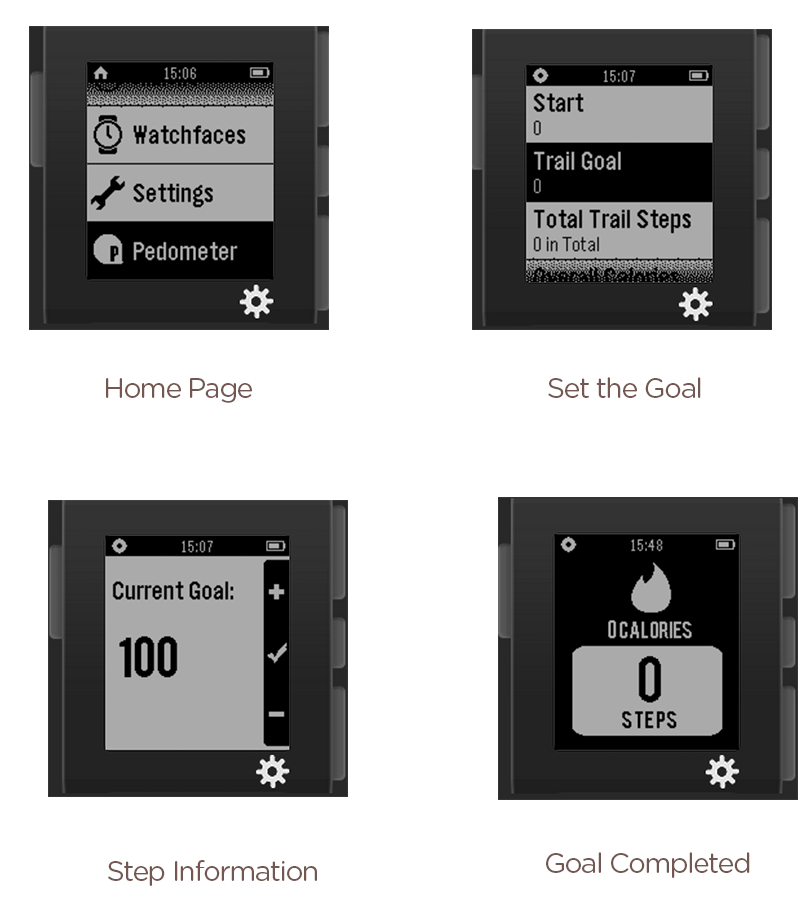 15:06
Watchfaces
Settings
P Pedometer
Home Page
15:07
Start
0
Trail Goal
0
Total Trail Steps
0 in Total
Overall Calories
Set the Goal
15:07
Current Goal:
100
Step Information
15:48
0 CALORIES
0
STEPS
Goal Completed